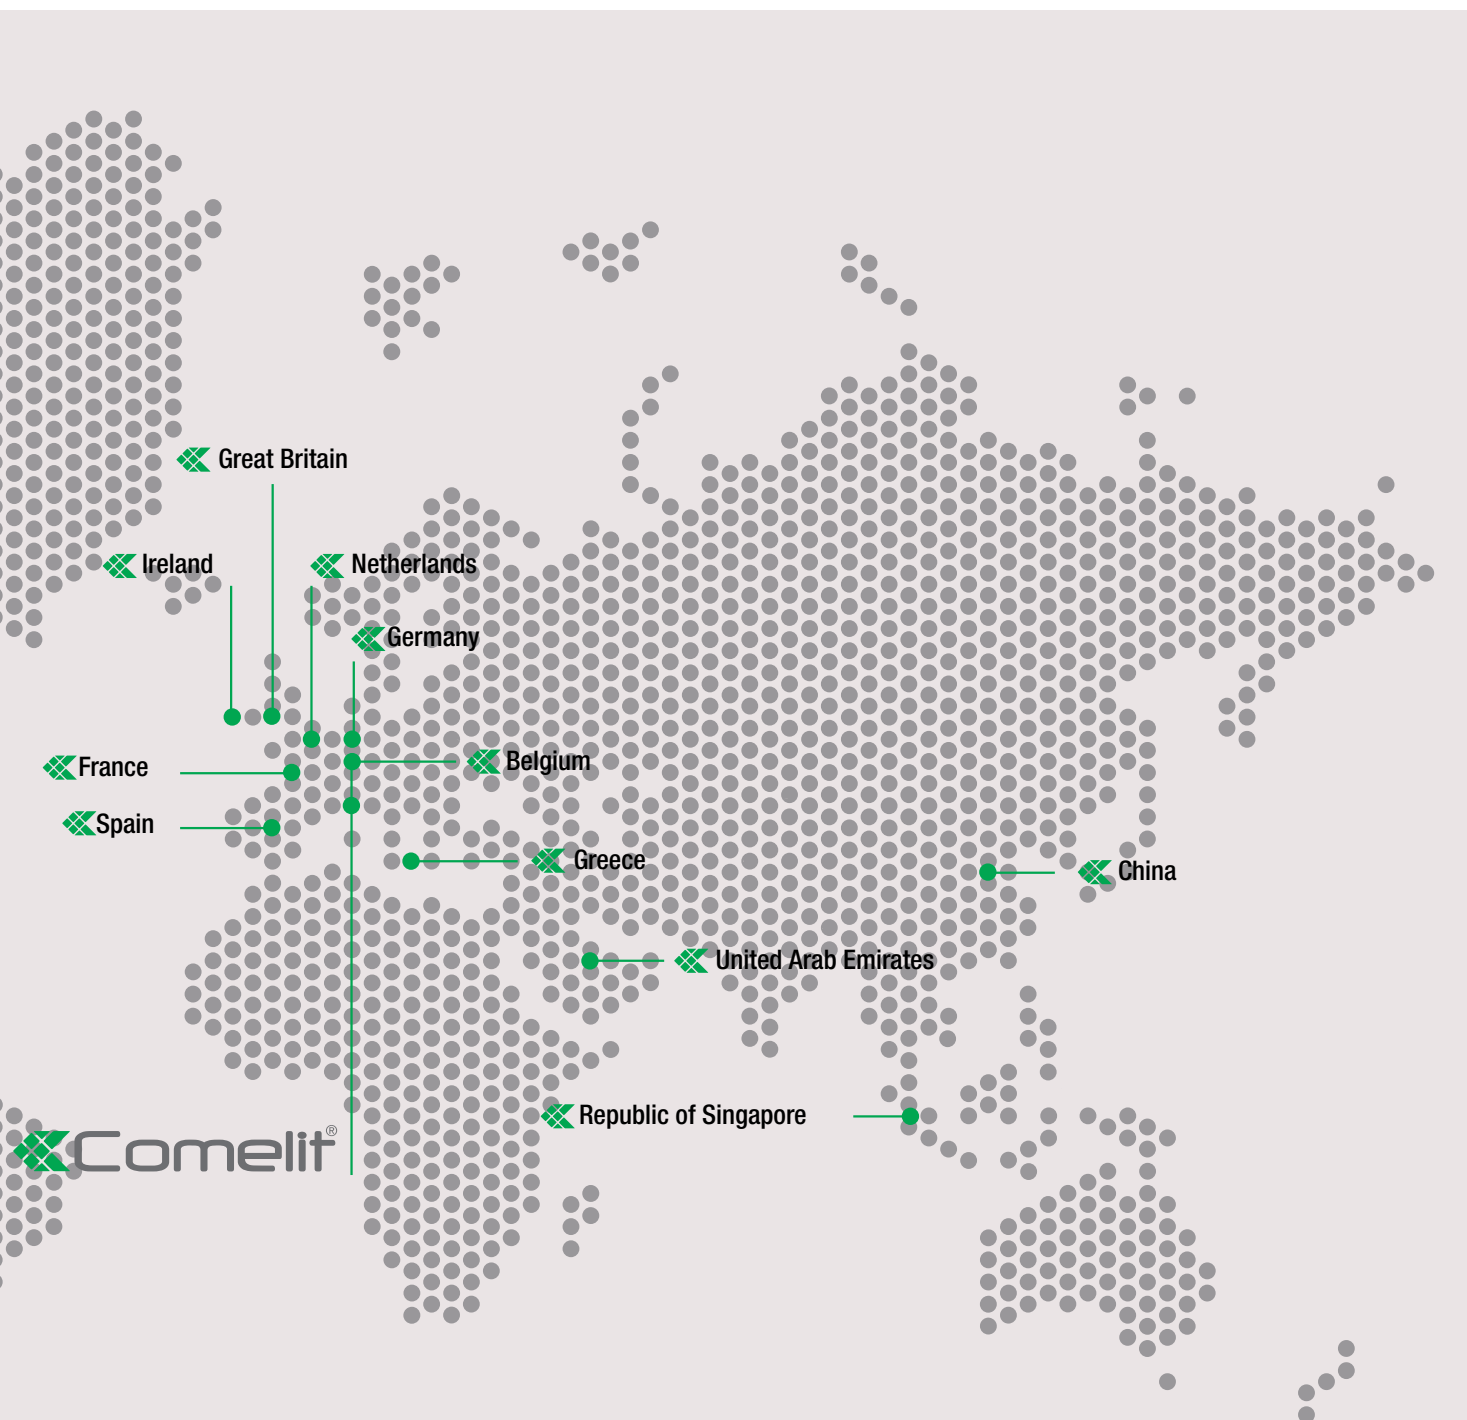 Great Britain
Ireland
Netherlands
Germany
Belgium
France
Spain
Greece
China
United Arab Emirates
Republic of Singapore
Comelit®